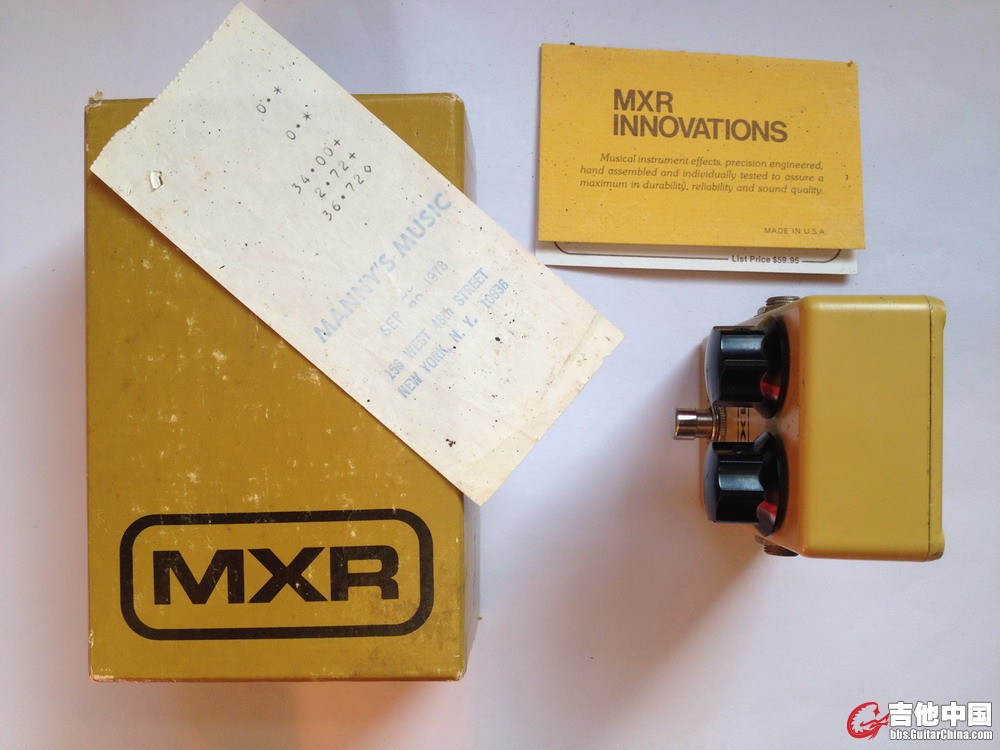 0.*
0.*
34.00+
2.72+
36.72◊
MANNY'S MUSIC
SEP 1978
156 WEST 48th STREET
NEW YORK, N. Y. 10036
MXR
INNOVATIONS
Musical instrument effects, precision engineered,
hand assembled and individually tested to assure a
maximum in durability, reliability and sound quality.
MADE IN U.S.A.
List Price $59.95
MXR
吉他中国
bbs.GuitarChina.com